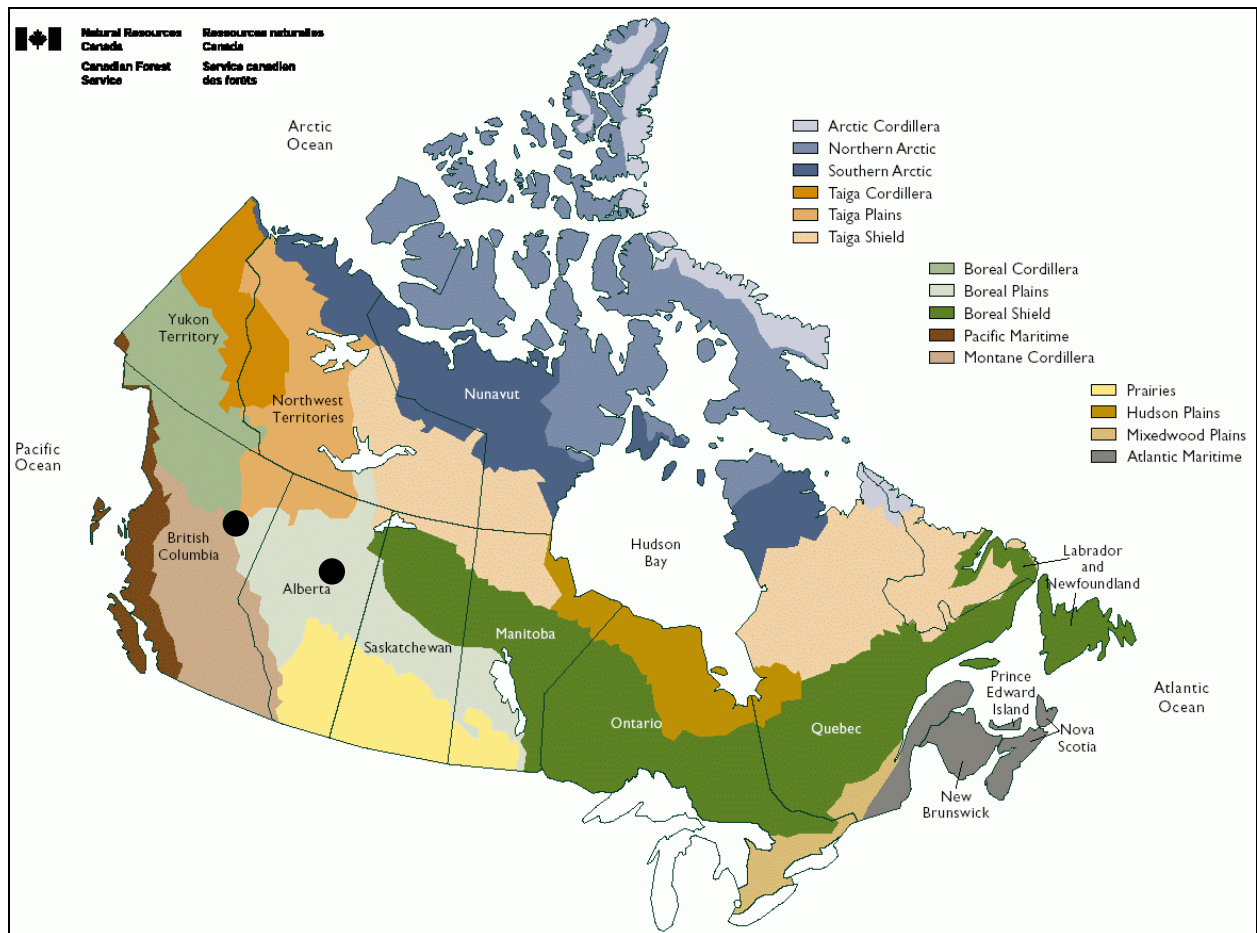 Natural Resources
Canada
Canadian Forest
Service
Ressources naturelles
Canada
Service canadien
des forêts
Arctic
Ocean
Arctic Cordillera
Northern Arctic
Southern Arctic
Taiga Cordillera
Taiga Plains
Taiga Shield
Boreal Cordillera
Boreal Plains
Boreal Shield
Pacific Maritime
Montane Cordillera
Prairies
Hudson Plains
Mixedwood Plains
Atlantic Maritime
Yukon
Territory
Northwest
Territories
Nunavut
Pacific
Ocean
British
Columbia
Alberta
Saskatchewan
Manitoba
Hudson
Bay
Ontario
Quebec
Labrador
and
Newfoundland
Prince
Edward
Island
Atlantic
Ocean
Nova
Scotia
New
Brunswick